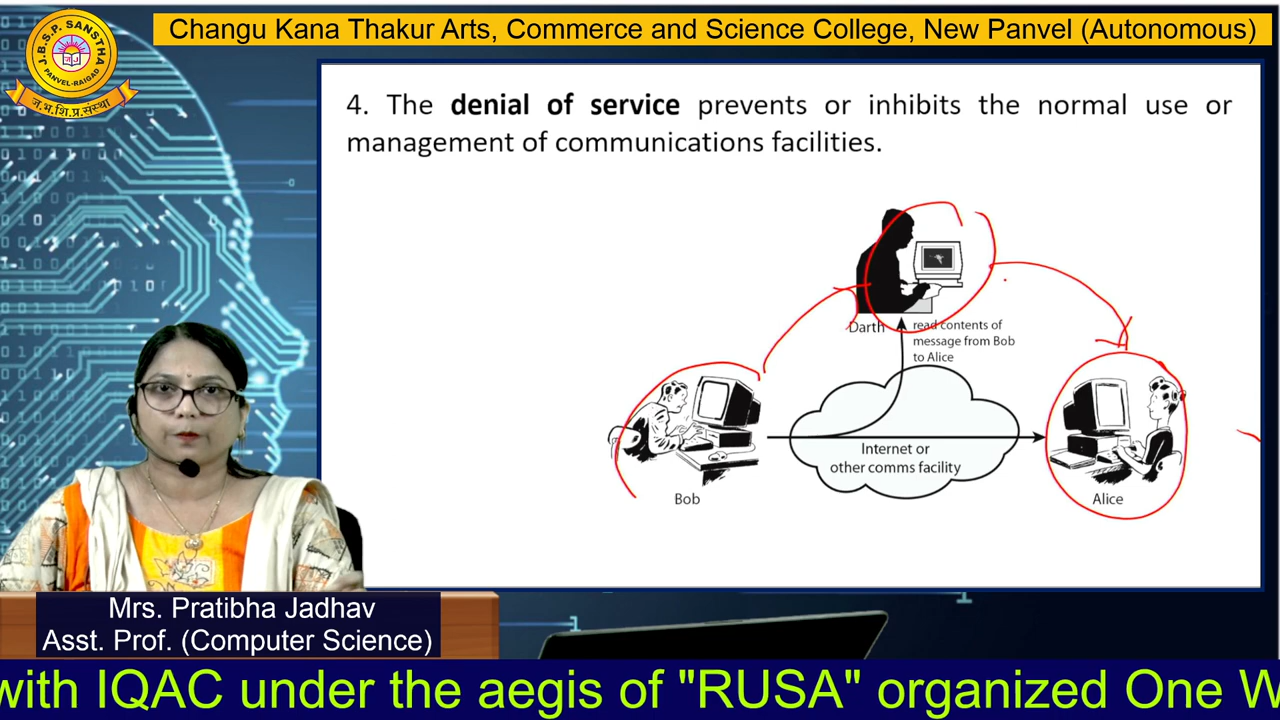 Changu Kana Thakur Arts, Commerce and Science College, New Panvel (Autonomous)
J.B.S.P. SANSTHA
PANVEL-RAIGAD
ज.भ.शि.प्र.संस्था
4. The denial of service prevents or inhibits the normal use or
management of communications facilities.
Darth
read contents of
message from Bob
to Alice
Internet or
other comms facility
Bob
Alice
Mrs. Pratibha Jadhav
Asst. Prof. (Computer Science)
with IQAC under the aegis of "RUSA" organized One W